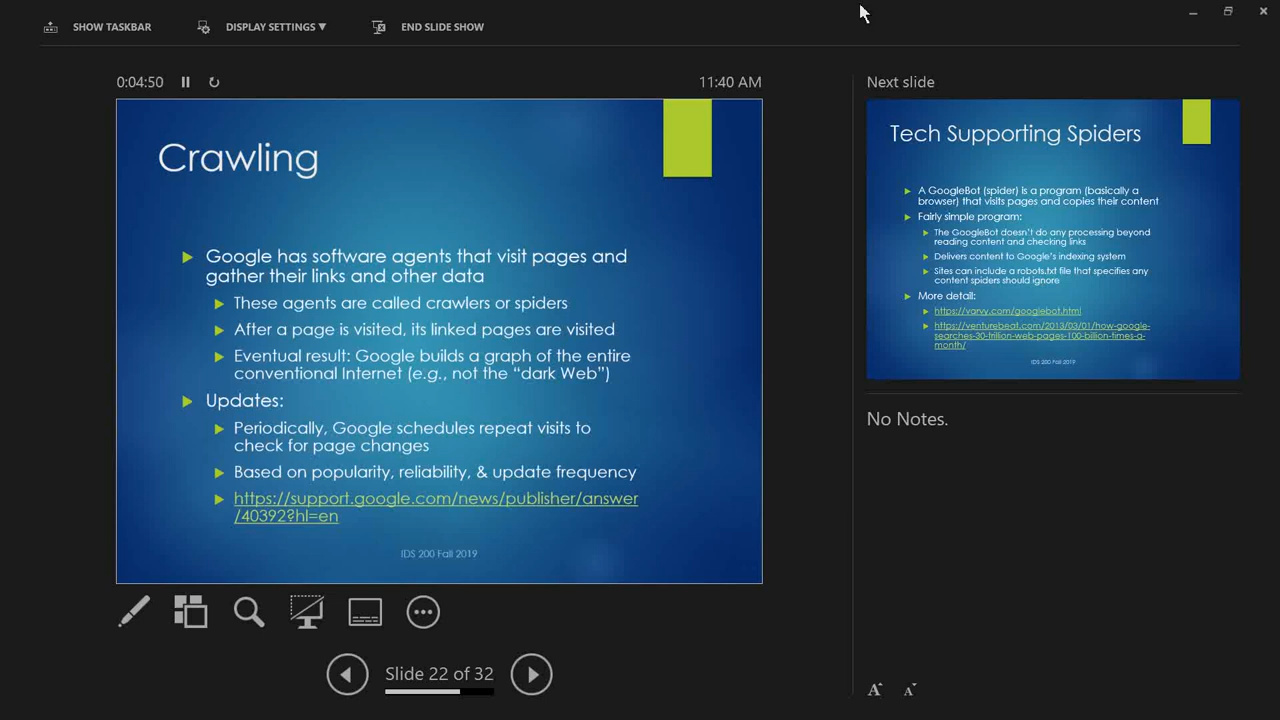 SHOW TASKBAR
DISPLAY SETTINGS ▼
END SLIDE SHOW
0:04:50
11:40 AM
Crawling
Google has software agents that visit pages and
gather their links and other data
These agents are called crawlers or spiders
After a page is visited, its linked pages are visited
Eventual result: Google builds a graph of the entire
conventional Internet (e.g., not the “dark Web”)
Updates:
Periodically, Google schedules repeat visits to
check for page changes
Based on popularity, reliability, & update frequency
https://support.google.com/news/publisher/answer
/40392?hl=en
IDS 200 Fall 2019
Slide 22 of 32
Next slide
Tech Supporting Spiders
A GoogleBot (spider) is a program (basically a
browser) that visits pages and copies their content
Fairly simple program:
The GoogleBot doesn’t do any processing beyond
reading content and checking links
Delivers content to Google’s indexing system
Sites can include a robots.txt file that specifies any
content spiders should ignore
More detail:
https://varvy.com/googlebot.html
https://venturebeat.com/2013/03/01/how-google-
searches-30-trillion-web-pages-100-billion-times-a-
month/
IDS 200 Fall 2019
No Notes.
A A